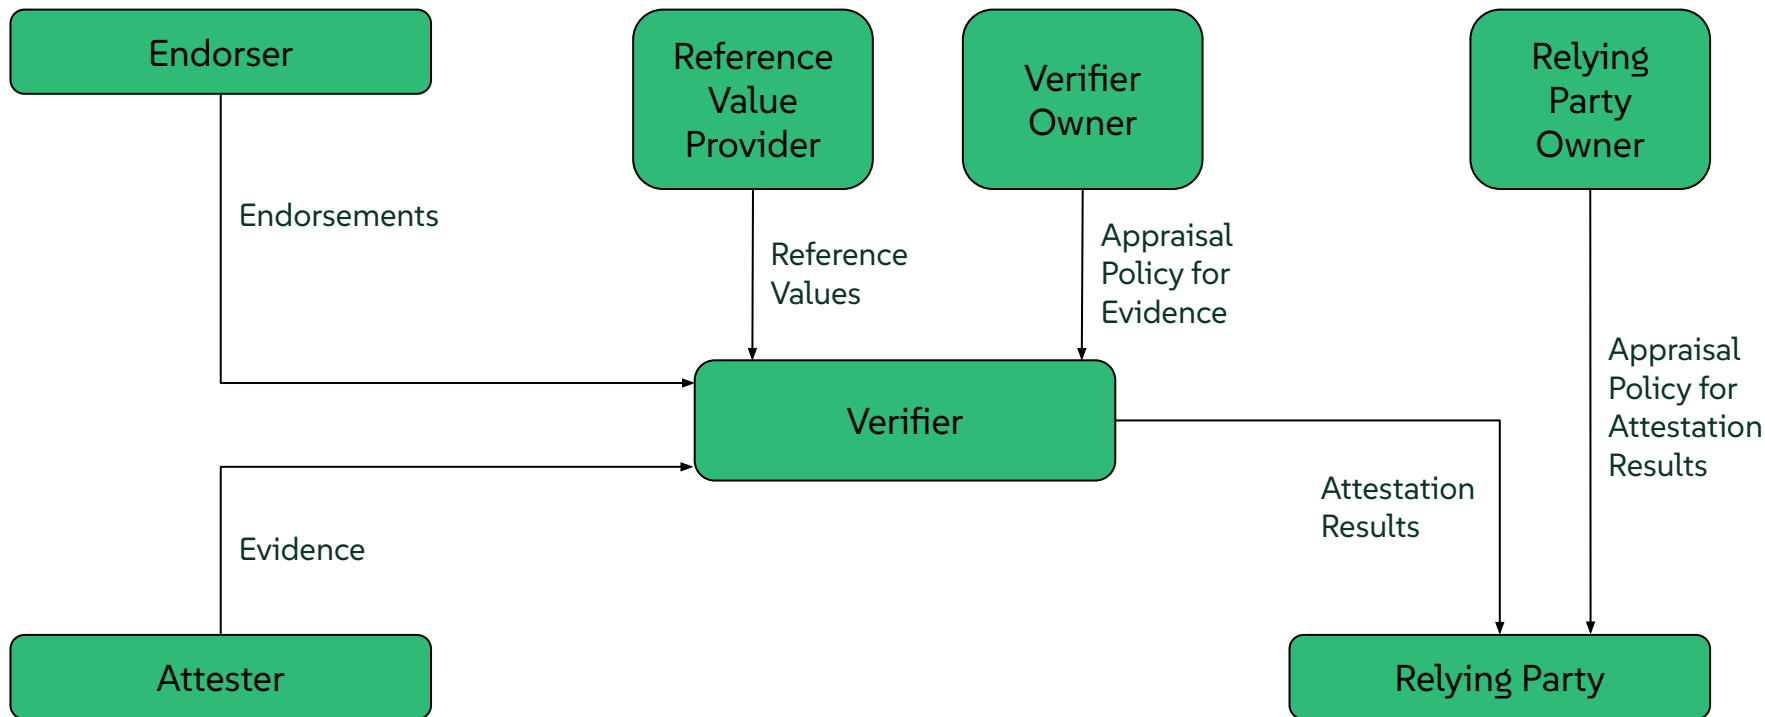 Endorser
Reference
Value
Provider
Verifier
Owner
Relying
Party
Owner
Endorsements
Reference
Values
Appraisal
Policy for
Evidence
Appraisal
Policy for
Attestation
Results
Verifier
Attestation
Results
Evidence
Attester
Relying Party